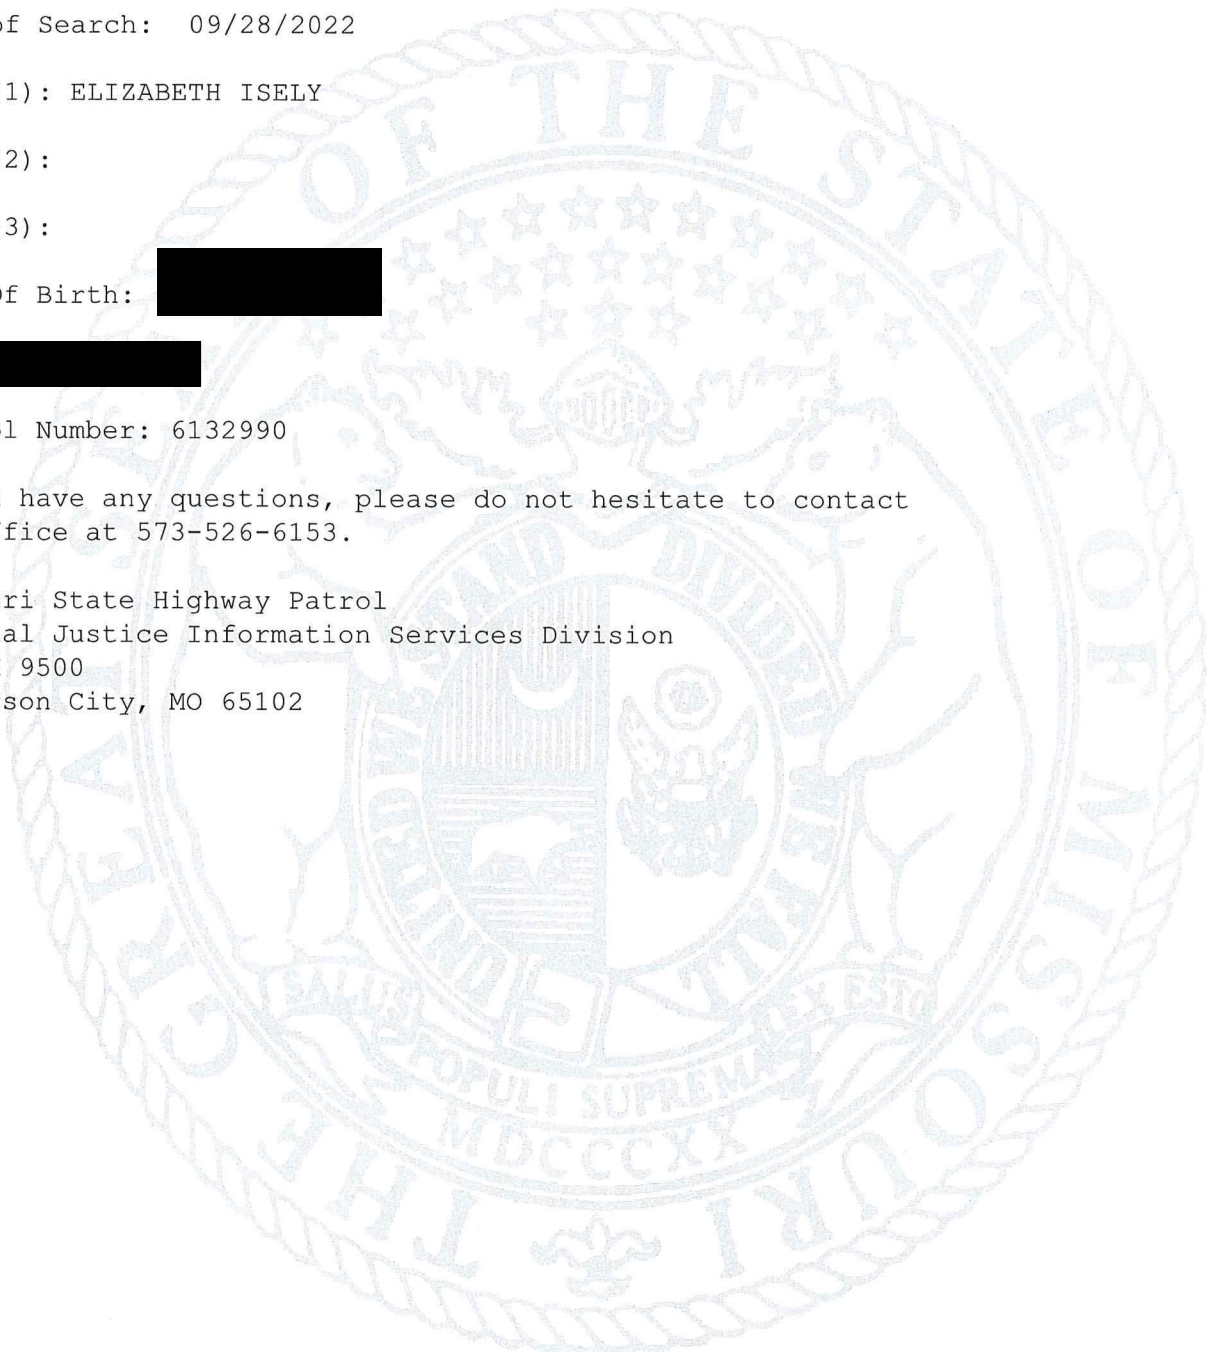 of Search: 09/28/2022
1): ELIZABETH ISELY
2):
3):
Of Birth:
ol Number: 6132990
have any questions, please do not hesitate to contact
ffice at 573-526-6153.
ri State Highway Patrol
al Justice Information Services Division
9500
son City, MO 65102
THE GREAT SEAL OF THE STATE OF MISSOURI
UNITED WE STAND DIVIDED WE FALL
SALUS POPULI SUPREMA LEX ESTO
MDCCCXX